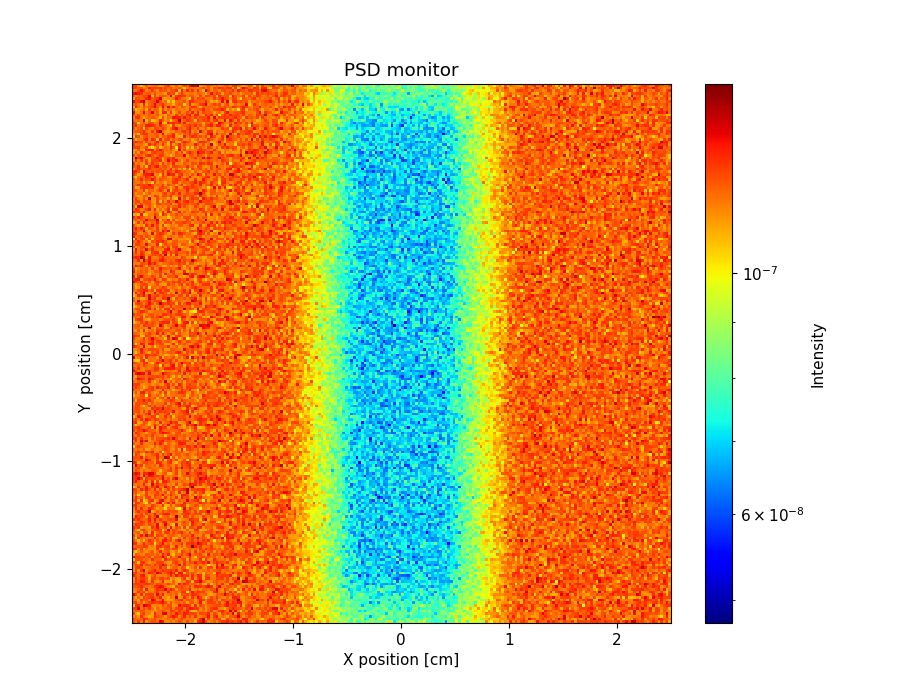 PSD monitor
2
1
0
−1
−2
Y position [cm]
−2 −1 0 1 2
X position [cm]
10⁻⁷
6 × 10⁻⁸
Intensity